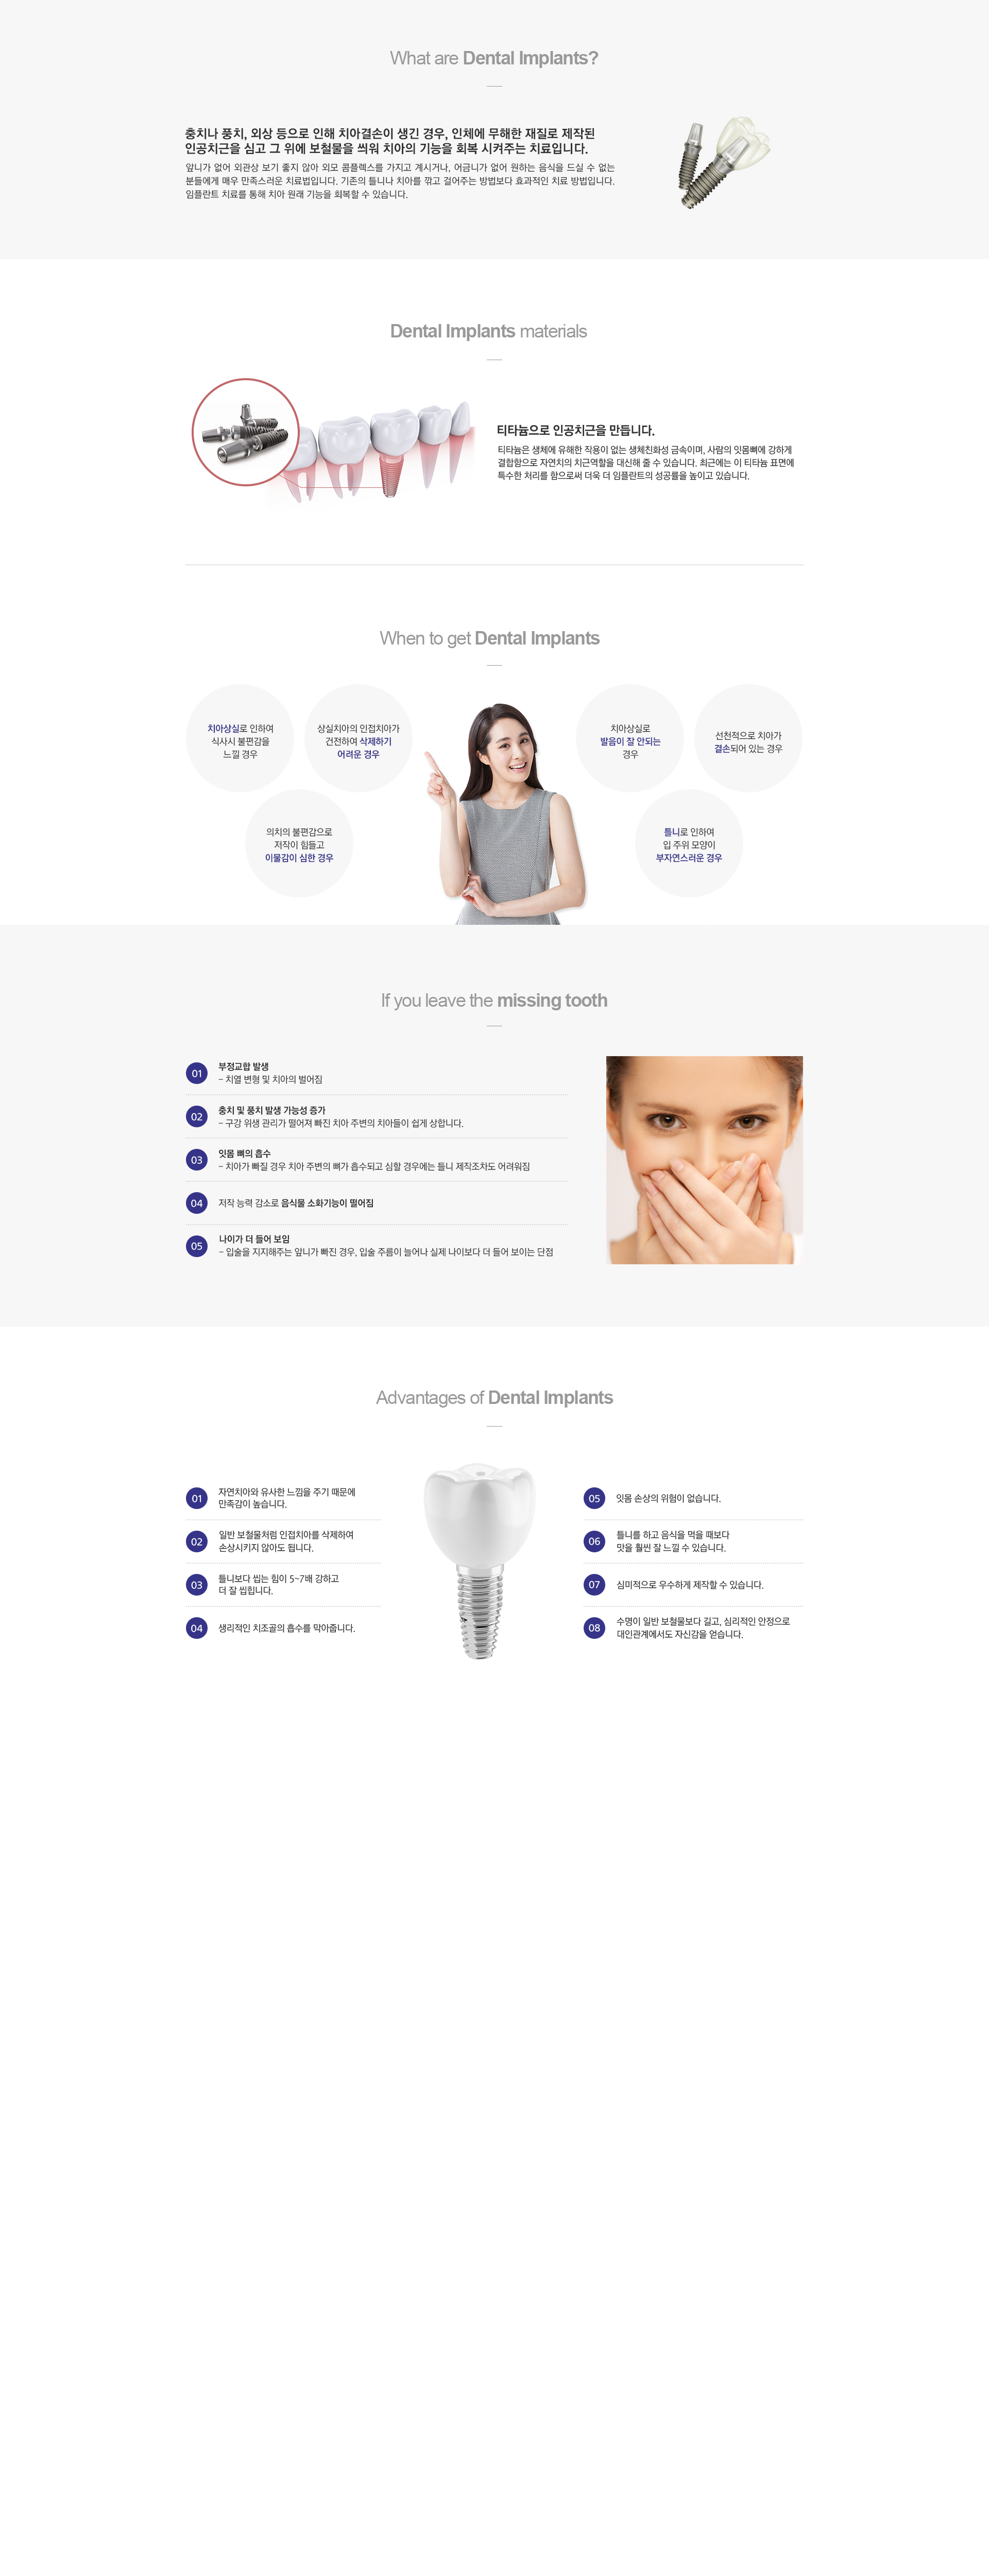 What are Dental Implants?
충치나 풍치, 외상 등으로 인해 치아결손이 생긴 경우, 인체에 무해한 재질로 제작된
인공치근을 심고 그 위에 보철물을 씌워 치아의 기능을 회복 시켜주는 치료입니다.
앞니가 없어 외관상 보기 좋지 않아 외모 콤플렉스를 가지고 계시거나, 어금니가 없어 원하는 음식을 드실 수 없는
분들에게 매우 만족스러운 치료법입니다. 기존의 틀니나 치아를 깎고 걸어주는 방법보다 효과적인 치료 방법입니다.
임플란트 치료를 통해 치아 원래 기능을 회복할 수 있습니다.
Dental Implants materials
티타늄으로 인공치근을 만듭니다.
티타늄은 생체에 유해한 작용이 없는 생체친화성 금속이며, 사람의 잇몸뼈에 강하게
결합함으로 자연치의 치근역할을 대신해 줄 수 있습니다. 최근에는 이 티타늄 표면에
특수한 처리를 함으로써 더욱 더 임플란트의 성공률을 높이고 있습니다.
When to get Dental Implants
치아상실로 인하여
식사시 불편감을
느낄 경우
상실치아의 인접치아가
건전하여 삭제하기
어려운 경우
의치의 불편감으로
저작이 힘들고
이물감이 심한 경우
치아상실로
발음이 잘 안되는
경우
선천적으로 치아가
결손되어 있는 경우
틀니로 인하여
입 주위 모양이
부자연스러운 경우
If you leave the missing tooth
01
부정교합 발생
- 치열 변형 및 치아의 벌어짐
02
충치 및 풍치 발생 가능성 증가
- 구강 위생 관리가 떨어져 빠진 치아 주변의 치아들이 쉽게 상합니다.
03
잇몸 뼈의 흡수
- 치아가 빠질 경우 치아 주변의 뼈가 흡수되고 심할 경우에는 틀니 제작조차도 어려워짐
04
저작 능력 감소로 음식물 소화기능이 떨어짐
05
나이가 더 들어 보임
- 입술을 지지해주는 앞니가 빠진 경우, 입술 주름이 늘어나 실제 나이보다 더 들어 보이는 단점
Advantages of Dental Implants
01
자연치아와 유사한 느낌을 주기 때문에
만족감이 높습니다.
02
일반 보철물처럼 인접치아를 삭제하여
손상시키지 않아도 됩니다.
03
틀니보다 씹는 힘이 5~7배 강하고
더 잘 씹힙니다.
04
생리적인 치조골의 흡수를 막아줍니다.
05
잇몸 손상의 위험이 없습니다.
06
틀니를 하고 음식을 먹을 때보다
맛을 훨씬 잘 느낄 수 있습니다.
07
심미적으로 우수하게 제작할 수 있습니다.
08
수명이 일반 보철물보다 길고, 심리적인 안정으로
대인관계에서도 자신감을 얻습니다.